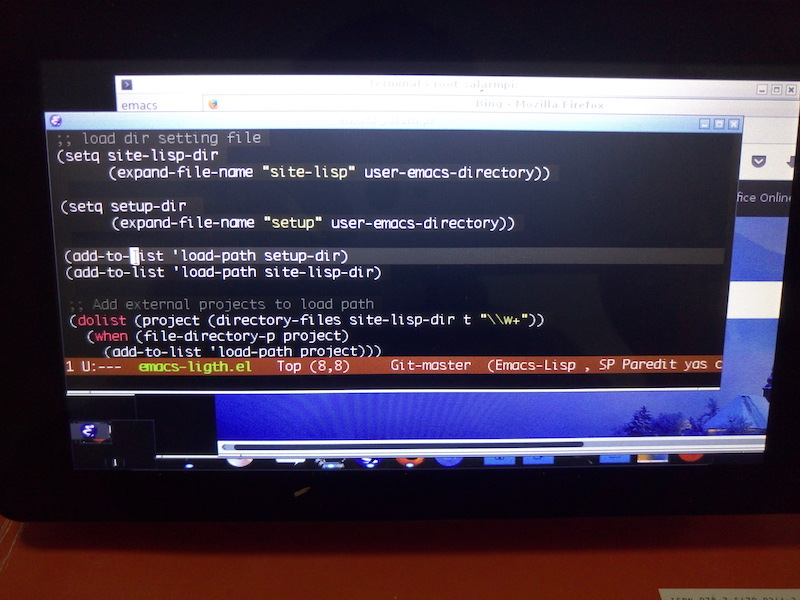 emacs
Bing - Mozilla Firefox
;; load dir setting file
(setq site-lisp-dir
(expand-file-name "site-lisp" user-emacs-directory))
(setq setup-dir
(expand-file-name "setup" user-emacs-directory))
(add-to-list 'load-path setup-dir)
(add-to-list 'load-path site-lisp-dir)
;; Add external projects to load path
(dolist (project (directory-files site-lisp-dir t "\\w+"))
(when (file-directory-p project)
(add-to-list 'load-path project)))
1 U:--- emacs-ligth.el Top (8,8) Git-master (Emacs-Lisp , SP Paredit yas c
fice Online